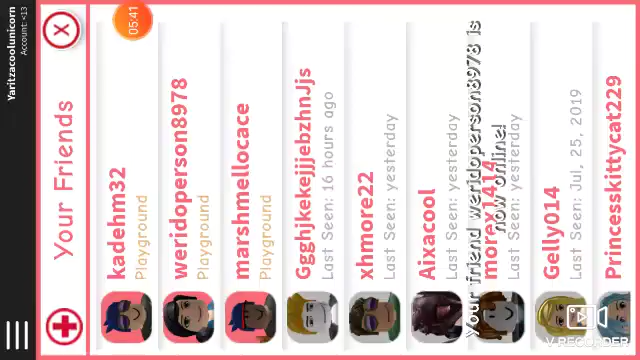 Yaritzacoolunicorn
Account: <13
05:41
Your Friends
kadehm32
Playground
weridoperson8978
Playground
marshmellocace
Playground
GgghjkekejjjebzhnJjs
Last Seen: 16 hours ago
xhmore22
Last Seen: yesterday
Aixacool
Last Seen: yesterday
Your friend weridoperson8978 is
now online!
Last Seen: yesterday
Gelly014
Last Seen: Jul, 25, 2019
Princesskittycat229
V RECORDER